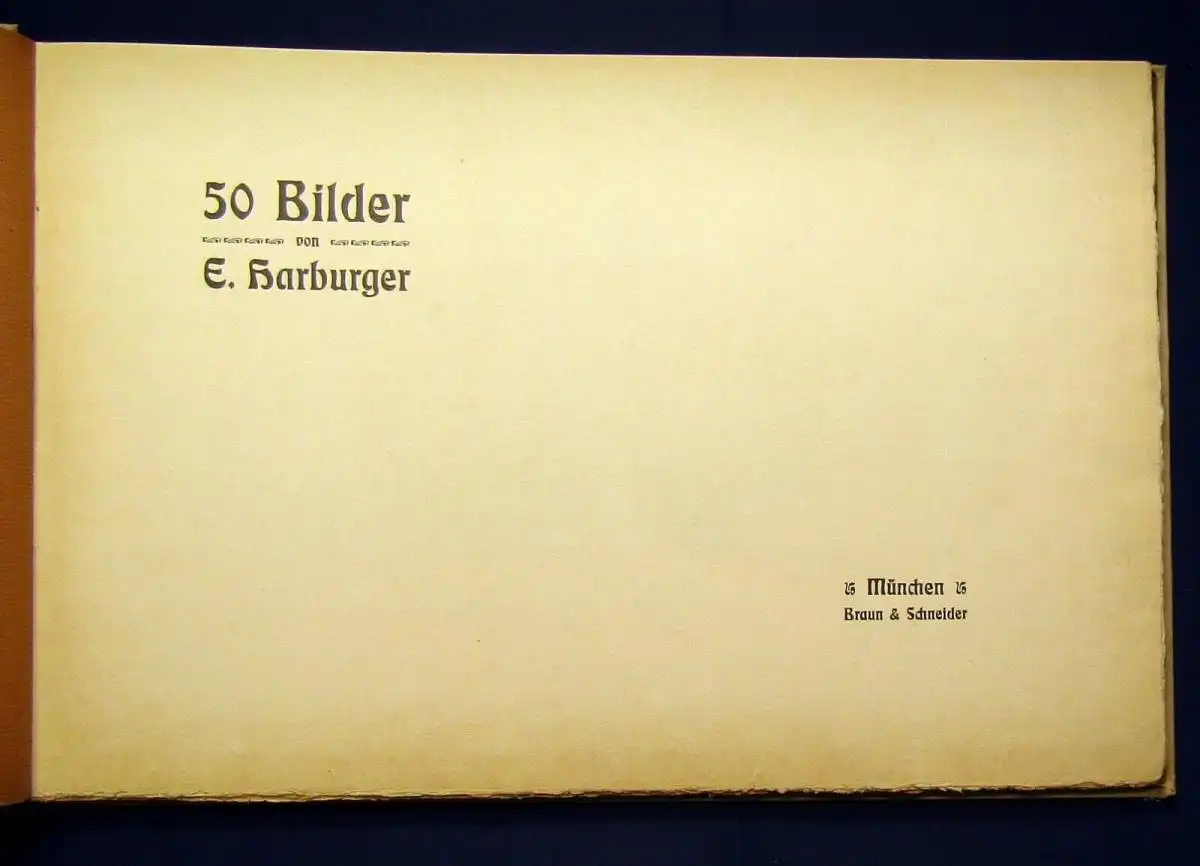 50 Bilder
von
E. Harburger
München
Braun & Schneider